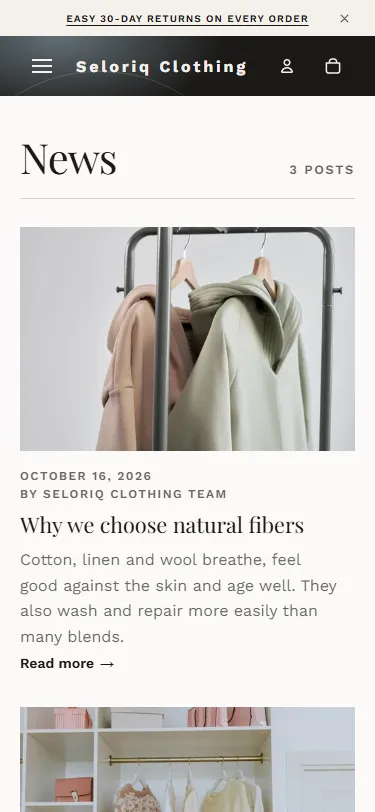 EASY 30-DAY RETURNS ON EVERY ORDER
Seloriq Clothing
News
3 POSTS
OCTOBER 16, 2026
BY SELORIQ CLOTHING TEAM
Why we choose natural fibers
Cotton, linen and wool breathe, feel
good against the skin and age well. They
also wash and repair more easily than
many blends.
Read more →